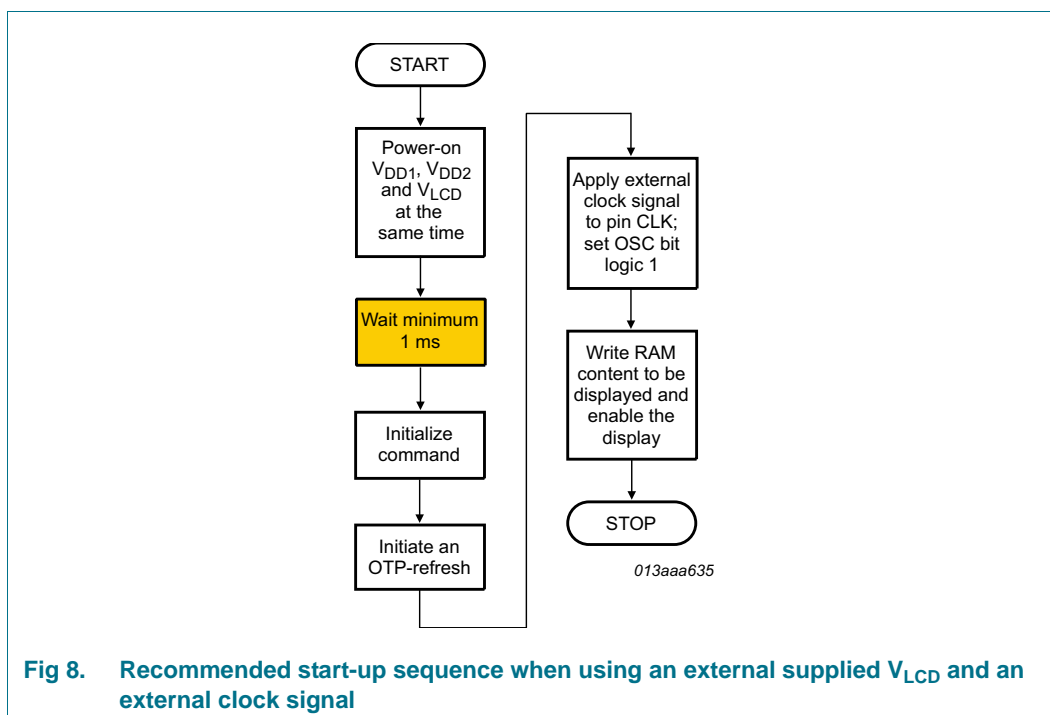 START
Power-on
VDD1, VDD2
and VLCD
at the
same time
Wait minimum
1 ms
Initialize
command
Initiate an
OTP-refresh
Apply external
clock signal
to pin CLK;
set OSC bit
logic 1
Write RAM
content to be
displayed and
enable the
display
STOP
013aaa635
Fig 8. Recommended start-up sequence when using an external supplied VLCD and an
external clock signal